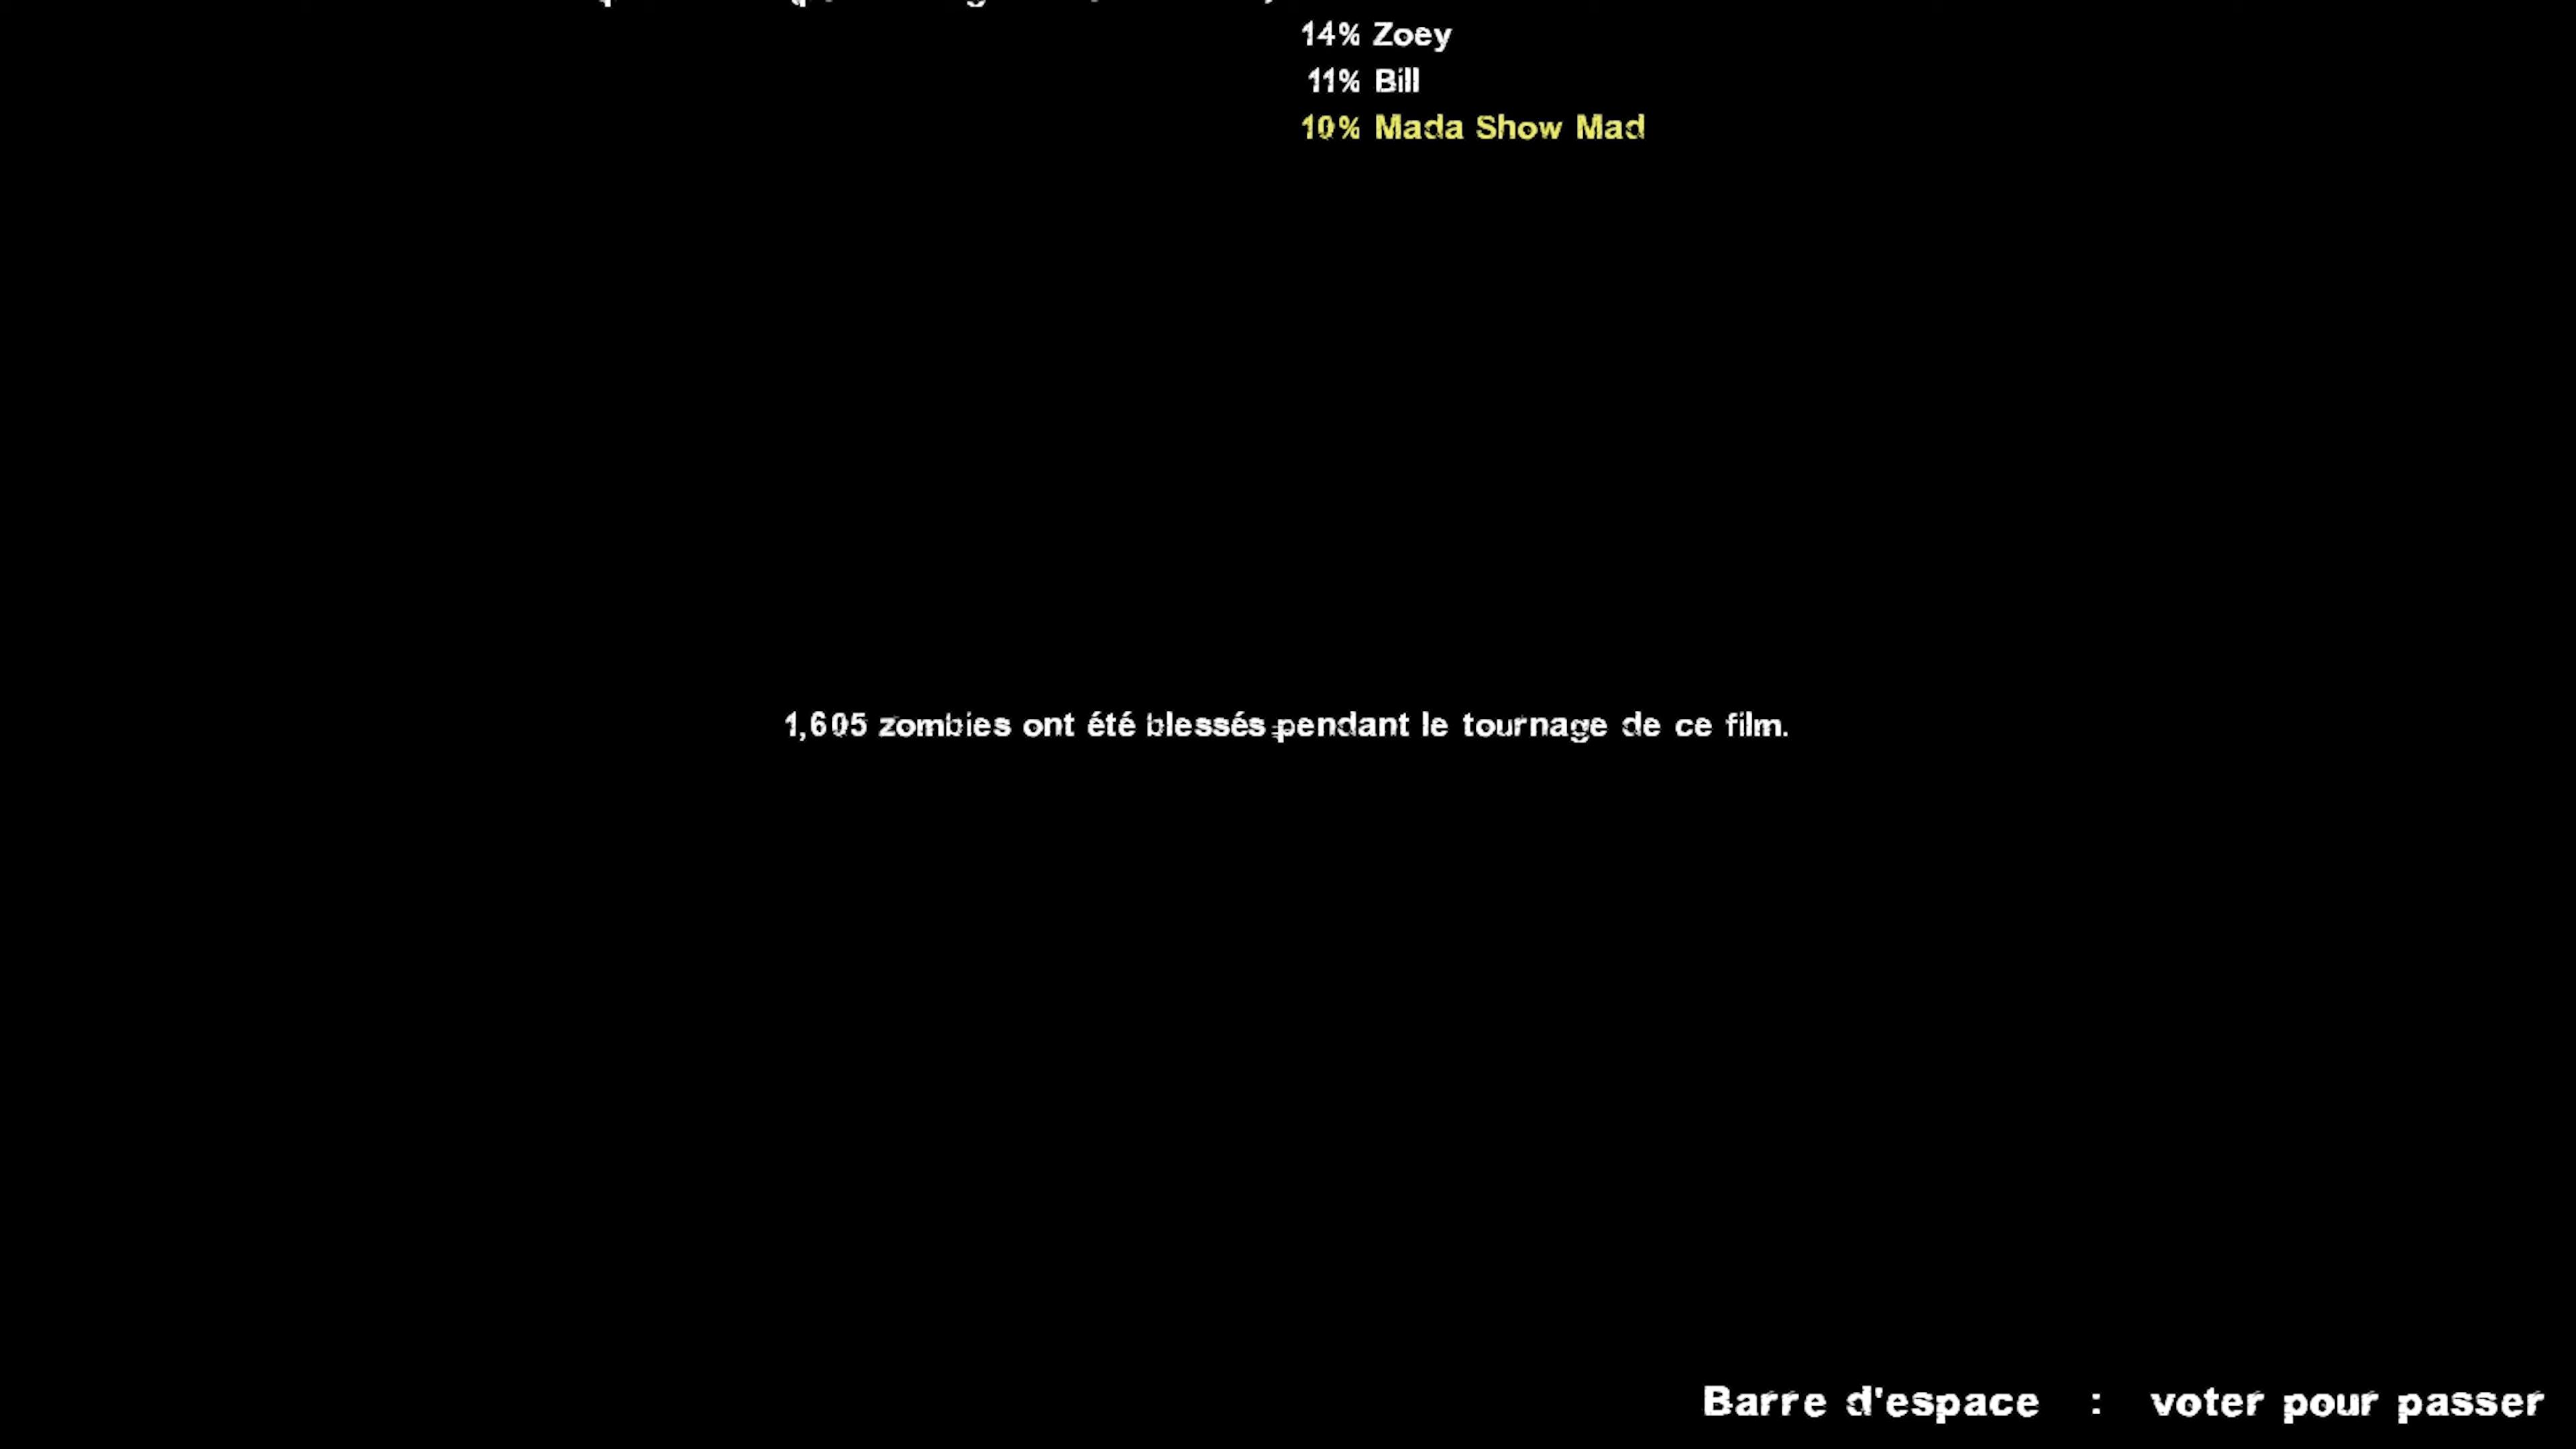 14% Zoey
11% Bill
10% Mada Show Mad
1,605 zombies ont été blessés pendant le tournage de ce film.
Barre d'espace : voter pour passer